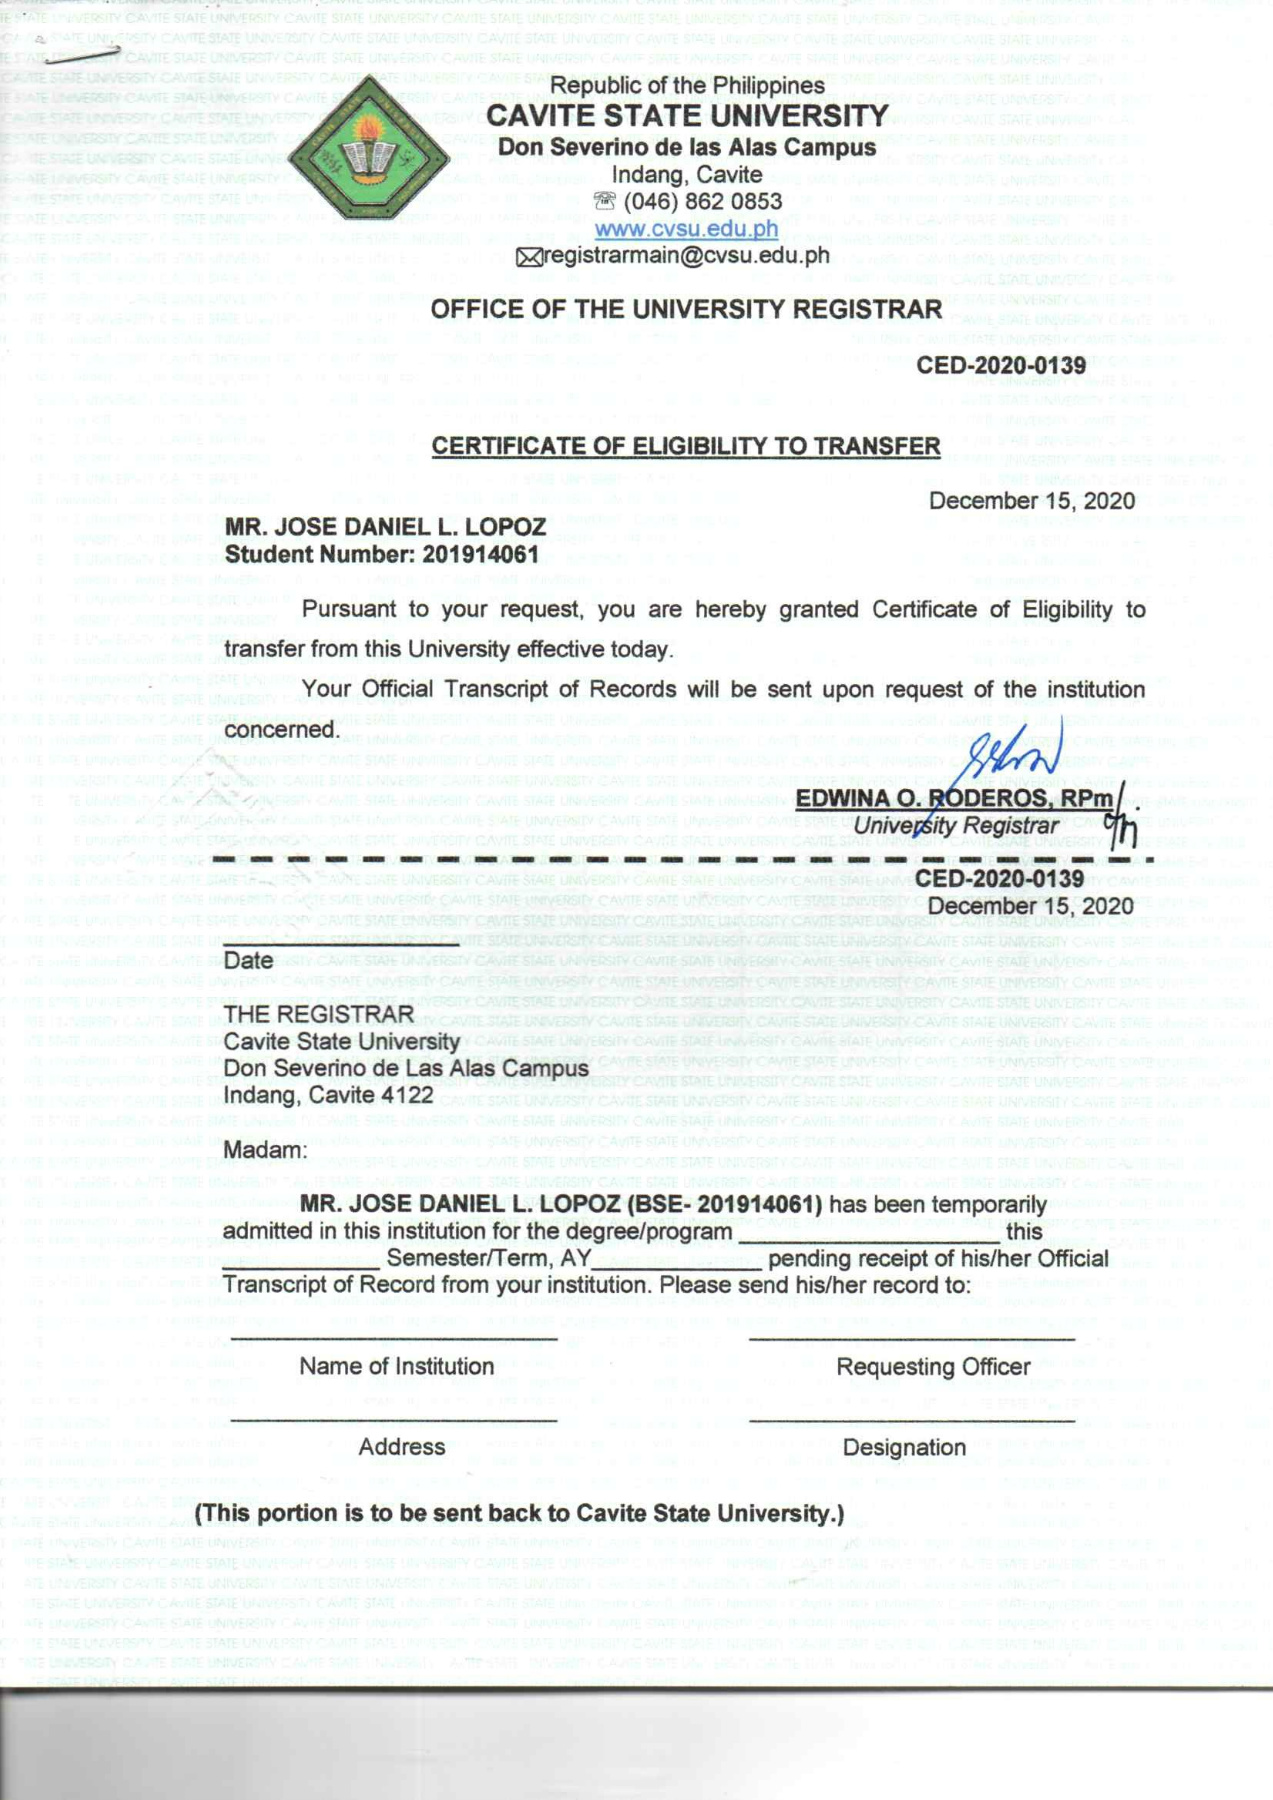 Republic of the Philippines
CAVITE STATE UNIVERSITY
Don Severino de las Alas Campus
Indang, Cavite
☏ (046) 862 0853
www.cvsu.edu.ph
✉registrarmain@cvsu.edu.ph
OFFICE OF THE UNIVERSITY REGISTRAR
CED-2020-0139
CERTIFICATE OF ELIGIBILITY TO TRANSFER
December 15, 2020
MR. JOSE DANIEL L. LOPOZ
Student Number: 201914061
Pursuant to your request, you are hereby granted Certificate of Eligibility to
transfer from this University effective today.
Your Official Transcript of Records will be sent upon request of the institution
concerned.
EDWINA O. RODEROS, RPm
University Registrar
CED-2020-0139
December 15, 2020
Date
THE REGISTRAR
Cavite State University
Don Severino de Las Alas Campus
Indang, Cavite 4122
Madam:
MR. JOSE DANIEL L. LOPOZ (BSE- 201914061) has been temporarily
admitted in this institution for the degree/program ____________ this
____________ Semester/Term, AY ____________ pending receipt of his/her Official
Transcript of Record from your institution. Please send his/her record to:
Name of Institution Requesting Officer
Address Designation
(This portion is to be sent back to Cavite State University.)